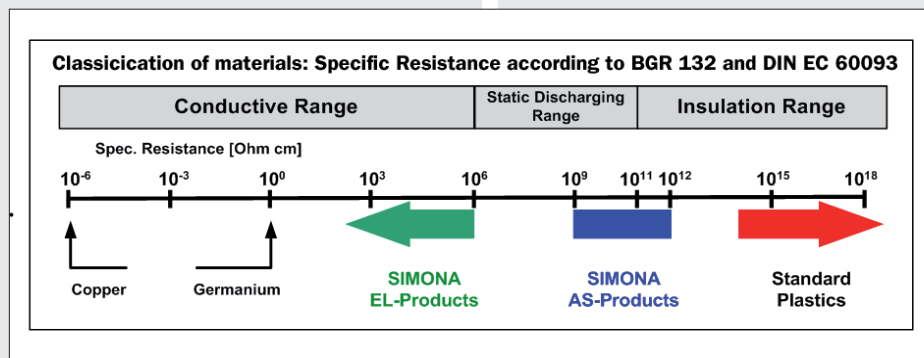 Classicication of materials: Specific Resistance according to BGR 132 and DIN EC 60093
Conductive Range
Static Discharging
Range
Insulation Range
Spec. Resistance [Ohm cm]
10⁻⁶ 10⁻³ 10⁰ 10³ 10⁶ 10⁹ 10¹¹ 10¹² 10¹⁵ 10¹⁸
Copper
Germanium
SIMONA
EL-Products
SIMONA
AS-Products
Standard
Plastics